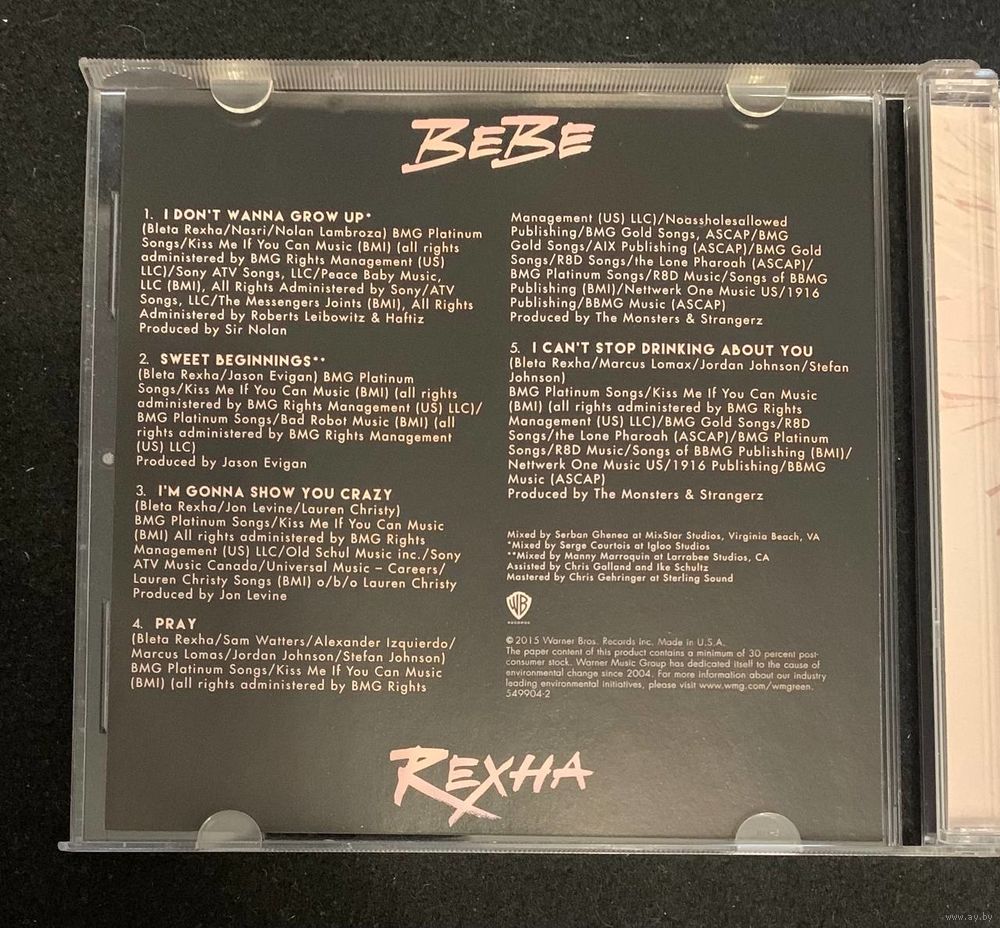 BEBE
1. I DON'T WANNA GROW UP*
(Bleta Rexha/Nasri/Nolan Lambroza) BMG Platinum
Songs/Kiss Me If You Can Music (BMI) (all rights
administered by BMG Rights Management (US)
LLC)/Sony ATV Songs, LLC/Peace Baby Music,
LLC (BMI), All Rights Administered by Sony/ATV
Songs, LLC/The Messengers Joints (BMI), All Rights
Administered by Roberts Leibowitz & Haftiz
Produced by Sir Nolan
2. SWEET BEGINNINGS**
(Bleta Rexha/Jason Evigan) BMG Platinum
Songs/Kiss Me If You Can Music (BMI) (all rights
administered by BMG Rights Management (US) LLC)/
BMG Platinum Songs/Bad Robot Music (BMI) (all
rights administered by BMG Rights Management
(US) LLC)
Produced by Jason Evigan
3. I'M GONNA SHOW YOU CRAZY
(Bleta Rexha/Jon Levine/Lauren Christy)
BMG Platinum Songs/Kiss Me If You Can Music
(BMI) All rights administered by BMG Rights
Management (US) LLC/Old Schul Music inc./Sony
ATV Music Canada/Universal Music – Careers/
Lauren Christy Songs (BMI) o/b/o Lauren Christy
Produced by Jon Levine
4. PRAY
(Bleta Rexha/Sam Watters/Alexander Izquierdo/
Marcus Lomas/Jordan Johnson/Stefan Johnson)
BMG Platinum Songs/Kiss Me If You Can Music
(BMI) (all rights administered by BMG Rights
Management (US) LLC)/Noassholesallowed
Publishing/BMG Gold Songs, ASCAP/BMG
Gold Songs/AIX Publishing (ASCAP)/BMG Gold
Songs/R8D Songs/the Lone Pharoah (ASCAP)/
BMG Platinum Songs/R8D Music/Songs of BBMG
Publishing (BMI)/Nettwerk One Music US/1916
Publishing/BBMG Music (ASCAP)
Produced by The Monsters & Strangerz
5. I CAN'T STOP DRINKING ABOUT YOU
(Bleta Rexha/Marcus Lomax/Jordan Johnson/Stefan
Johnson)
BMG Platinum Songs/Kiss Me If You Can Music
(BMI) (all rights administered by BMG Rights
Management (US) LLC)/BMG Gold Songs/R8D
Songs/the Lone Pharoah (ASCAP)/BMG Platinum
Songs/R8D Music/Songs of BBMG Publishing (BMI)/
Nettwerk One Music US/1916 Publishing/BBMG
Music (ASCAP)
Produced by The Monsters & Strangerz
Mixed by Serban Ghenea at MixStar Studios, Virginia Beach, VA
*Mixed by Serge Courtois at Igloo Studios
**Mixed by Manny Marroquin at Larrabee Studios, CA
Assisted by Chris Galland and Ike Schultz
Mastered by Chris Gehringer at Sterling Sound
WB
RECORDS
© 2015 Warner Bros. Records Inc. Made in U.S.A.
The paper content of this product contains a minimum of 30 percent post-
consumer stock. Warner Music Group has dedicated itself to the cause of
environmental change since 2004. For more information about our industry
leading environmental initiatives, please visit www.wmg.com/wmgreen.
549904-2
REXHA
www.ay.by